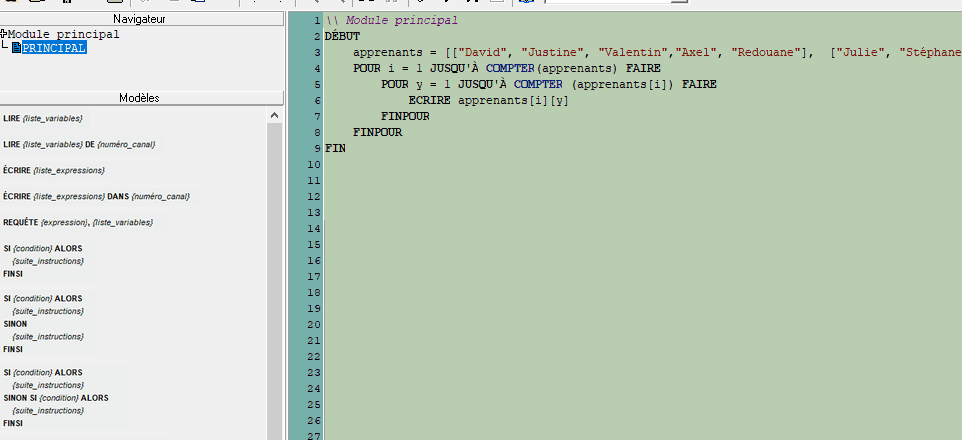 Navigateur
Module principal
PRINCIPAL
Modèles
LIRE {liste_variables}
LIRE {liste_variables} DE {numéro_canal}
ÉCRIRE {liste_expressions}
ÉCRIRE {liste_expressions} DANS {numéro_canal}
REQUÊTE {expression}, {liste_variables}
SI {condition} ALORS
{suite_instructions}
FINSI
SI {condition} ALORS
{suite_instructions}
SINON
{suite_instructions}
FINSI
SI {condition} ALORS
{suite_instructions}
SINON SI {condition} ALORS
{suite_instructions}
FINSI
1 \\ Module principal
2 DÉBUT
3 apprenants = [["David", "Justine", "Valentin","Axel", "Redouane"], ["Julie", "Stéphane
4 POUR i = 1 JUSQU'À COMPTER(apprenants) FAIRE
5 POUR y = 1 JUSQU'À COMPTER (apprenants[i]) FAIRE
6 ECRIRE apprenants[i][y]
7 FINPOUR
8 FINPOUR
9 FIN
10
11
12
13
14
15
16
17
18
19
20
21
22
23
24
25
26
27